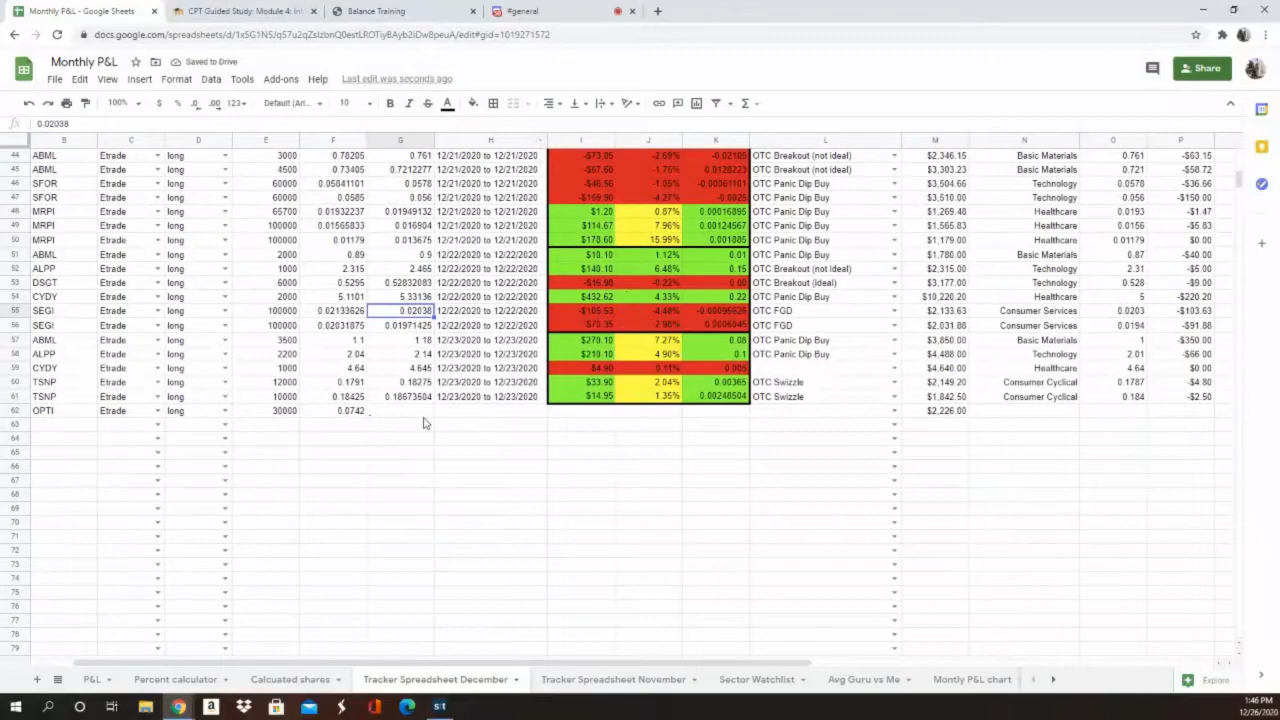 Monthly P&L - Google Sheets
CPT Guided Study: Module 4: Int
Balance Training
#general
docs.google.com/spreadsheets/d/1x5G1N5/q57u2qZslzbnQ0estLROTiyBAyb2iDw8peuA/edit#gid=1019271572
Monthly P&L
Saved to Drive
File Edit View Insert Format Data Tools Add-ons Help Last edit was seconds ago
Share
100% $ % .0 .00 123 Default (Ari... 10 B I S A
fx 0.02038
B C D E F G H I J K L M N O P
44 ABML Etrade long 3000 0.78205 0.761 12/21/2020 to 12/21/2020 -$73.05 -2.69% -0.02105 OTC Breakout (not ideal) $2,346.15 Basic Materials 0.761 -$63.15
45 ABML Etrade long 4500 0.73405 0.7212277 12/21/2020 to 12/21/2020 -$67.60 -1.75% 0.0128223 OTC Breakout (not ideal) $3,303.23 Basic Materials 0.721 -$58.72
46 SFOR Etrade long 60000 0.05841101 0.0578 12/21/2020 to 12/21/2020 -$46.56 -1.05% -0.00061101 OTC Panic Dip Buy $3,504.66 Technology 0.0578 -$36.66
47 SFOR Etrade long 60000 0.0585 0.056 12/21/2020 to 12/21/2020 -$169.90 -4.27% -0.0025 OTC Panic Dip Buy $3,510.00 Technology 0.056 -$150.00
48 MRPI Etrade long 65700 0.01932237 0.01949132 12/21/2020 to 12/21/2020 $1.20 0.87% 0.00016895 OTC Panic Dip Buy $1,269.48 Healthcare 0.0193 -$1.47
49 MRPI Etrade long 100000 0.01565833 0.016904 12/21/2020 to 12/21/2020 $114.67 7.96% 0.00124567 OTC Panic Dip Buy $1,565.83 Healthcare 0.0156 -$5.83
50 MRPI Etrade long 100000 0.01179 0.013675 12/21/2020 to 12/21/2020 $178.60 15.99% 0.001885 OTC Panic Dip Buy $1,179.00 Healthcare 0.01179 $0.00
51 ABML Etrade long 2000 0.89 0.9 12/22/2020 to 12/22/2020 $10.10 1.12% 0.01 OTC Panic Dip Buy $1,780.00 Basic Materials 0.87 -$40.00
52 ALPP Etrade long 1000 2.315 2.465 12/22/2020 to 12/22/2020 $140.10 6.48% 0.15 OTC Breakout (not ideal) $2,315.00 Technology 2.31 -$5.00
53 DSGT Etrade long 6000 0.5295 0.52832083 12/22/2020 to 12/22/2020 -$16.98 -0.22% 0.00 OTC Breakout (ideal) $3,177.00 Technology 0.528 -$9.00
54 CYDY Etrade long 2000 5.1101 5.33136 12/22/2020 to 12/22/2020 $432.62 4.33% 0.22 OTC Panic Dip Buy $10,220.20 Healthcare 5 -$220.20
55 SEGI Etrade long 100000 0.02133626 0.02038 12/22/2020 to 12/22/2020 -$105.53 -4.48% -0.00095626 OTC FGD $2,133.63 Consumer Services 0.0203 -$103.63
SEGI Etrade long 100000 0.02031875 0.01971425 12/22/2020 to 12/22/2020 -$70.35 2.98% 0.0006045 OTC FGD $2,031.88 Consumer Services 0.0194 -$91.88
ABML Etrade long 3500 1.1 1.18 12/23/2020 to 12/23/2020 $270.10 7.27% 0.08 OTC Panic Dip Buy $3,850.00 Basic Materials 1 -$350.00
58 ALPP Etrade long 2200 2.04 2.14 12/23/2020 to 12/23/2020 $210.10 4.90% 0.1 OTC Panic Dip Buy $4,488.00 Technology 2.01 -$66.00
59 CYDY Etrade long 1000 4.64 4.645 12/23/2020 to 12/23/2020 $4.90 0.11% 0.005 $4,640.00 Healthcare 4.64 $0.00
60 TSNP Etrade long 12000 0.1791 0.18275 12/23/2020 to 12/23/2020 $33.90 2.04% 0.00365 OTC Swizzle $2,149.20 Consumer Cyclical 0.1787 -$4.80
61 TSNP Etrade long 10000 0.18425 0.18673504 12/23/2020 to 12/23/2020 $14.95 1.35% 0.00248504 OTC Swizzle $1,842.50 Consumer Cyclical 0.184 -$2.50
62 OPTI Etrade long 30000 0.0742 $2,226.00
63
64
65
66
67
68
69
70
71
72
73
74
75
76
77
78
79
P&L Percent calculator Calcuated shares Tracker Spreadsheet December Tracker Spreadsheet November Sector Watchlist Avg Guru vs Me Montly P&L chart Explore
1:46 PM
12/26/2020